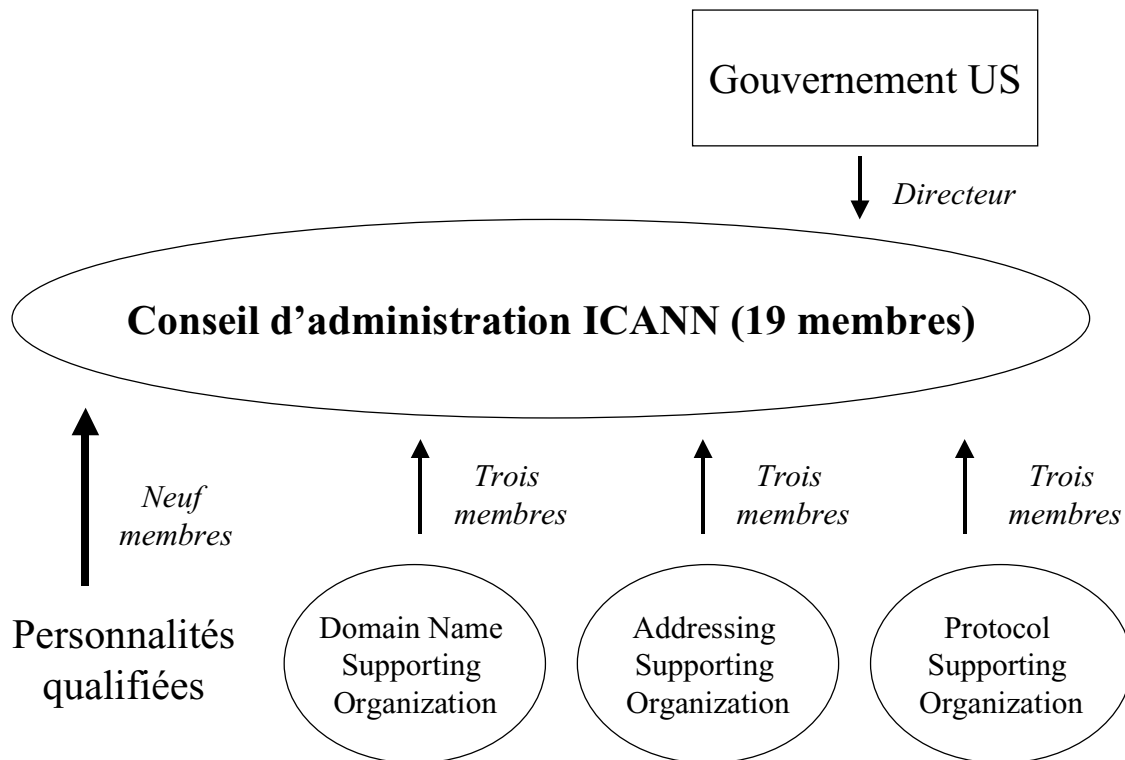 Gouvernement US
Directeur
Conseil d’administration ICANN (19 membres)
Neuf
membres
Trois
membres
Trois
membres
Trois
membres
Personnalités
qualifiées
Domain Name
Supporting
Organization
Addressing
Supporting
Organization
Protocol
Supporting
Organization